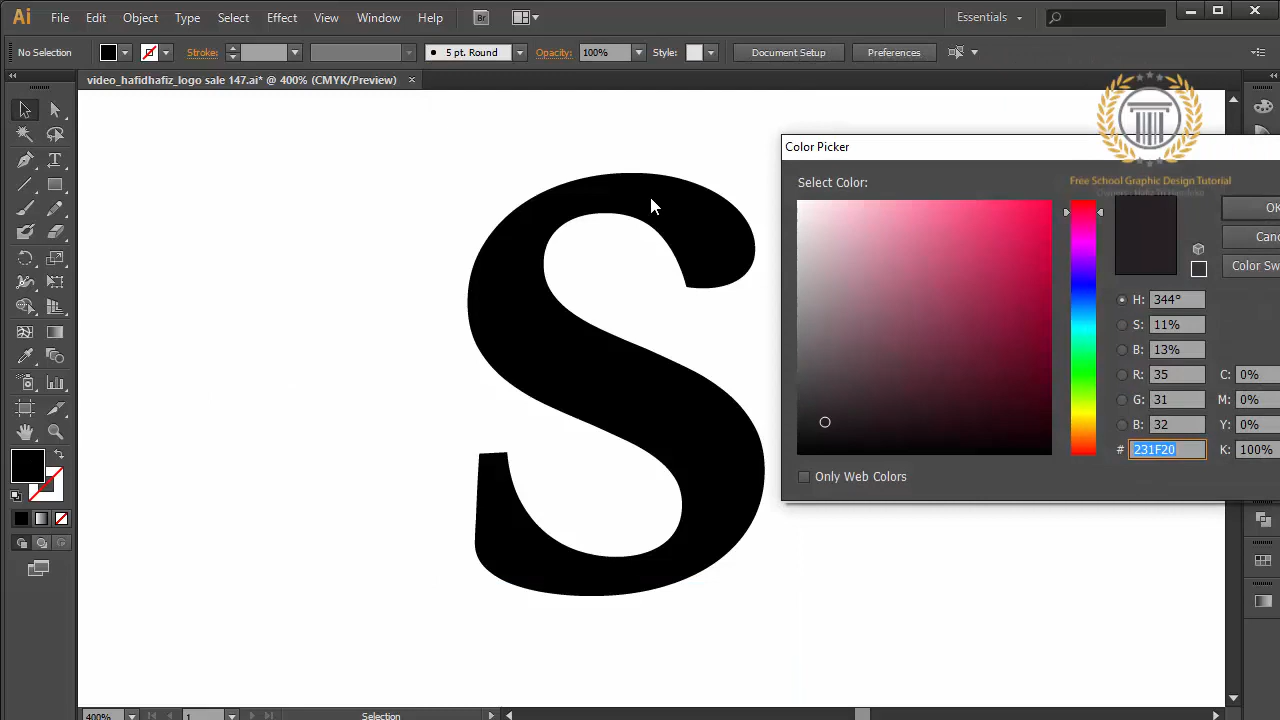 Ai File Edit Object Type Select Effect View Window Help Br Essentials
No Selection Stroke: 5 pt. Round Opacity: 100% Style: Document Setup Preferences
video_hafidhafiz_logo sale 147.ai* @ 400% (CMYK/Preview)
Color Picker
Select Color:
Free School Graphic Design Tutorial
OK
Canc
Color Sw
H: 344°
S: 11%
B: 13%
R: 35 C: 0%
G: 31 M: 0%
B: 32 Y: 0%
# 231F20 K: 100%
Only Web Colors
S
400% 1 Selection